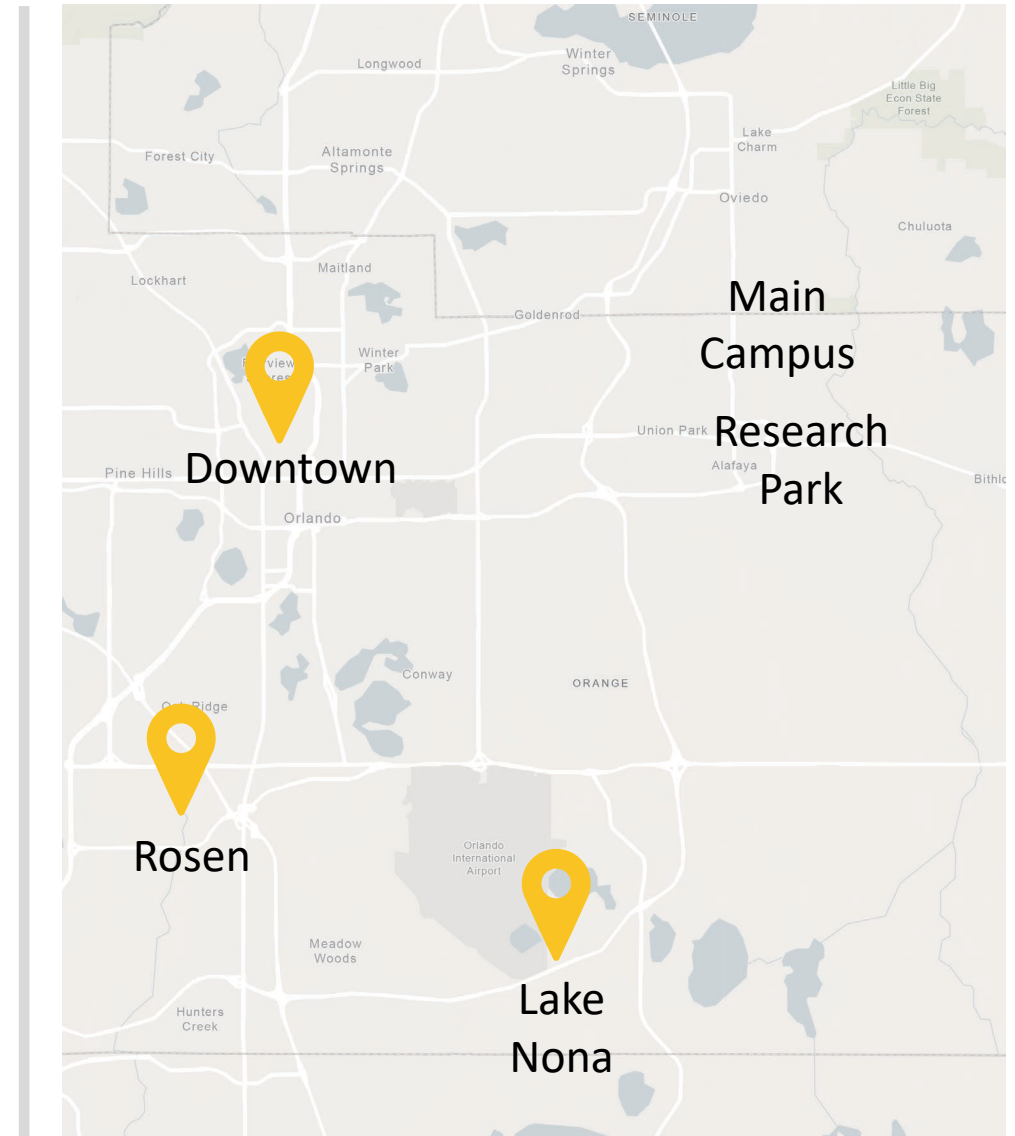 SEMINOLE
Winter
Springs
Longwood
Little Big
Econ State
Forest
Lake
Charm
Forest City
Altamonte
Springs
Oviedo
Chuluota
Maitland
Lockhart
Main
Campus
Goldenrod
Winter
Park
Union Park
Research
Park
Alafaya
Downtown
Pine Hills
Orlando
Conway
ORANGE
Rosen
Orlando
International
Airport
Meadow
Woods
Lake
Nona
Hunters
Creek